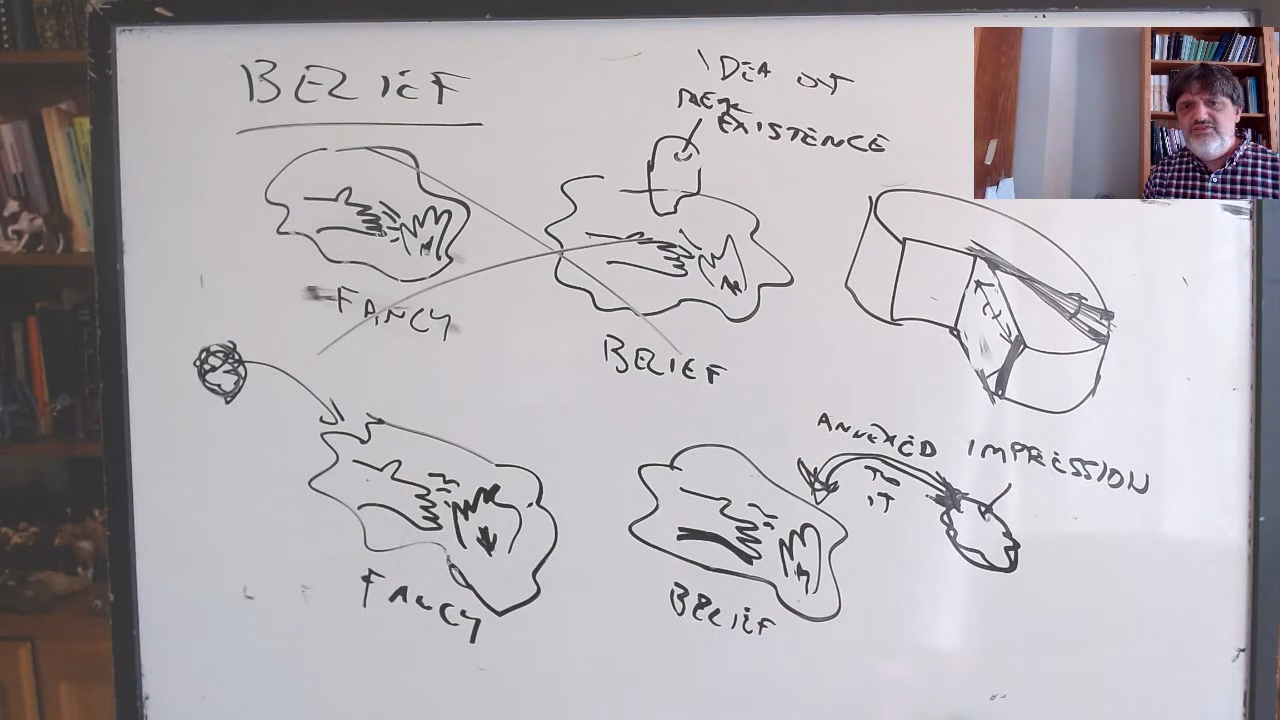 BELIEF
IDEA OF
REAL
EXISTENCE
FANCY
BELIEF
ANNEXED IMPRESSION
TO
IT
FANCY
BELIEF